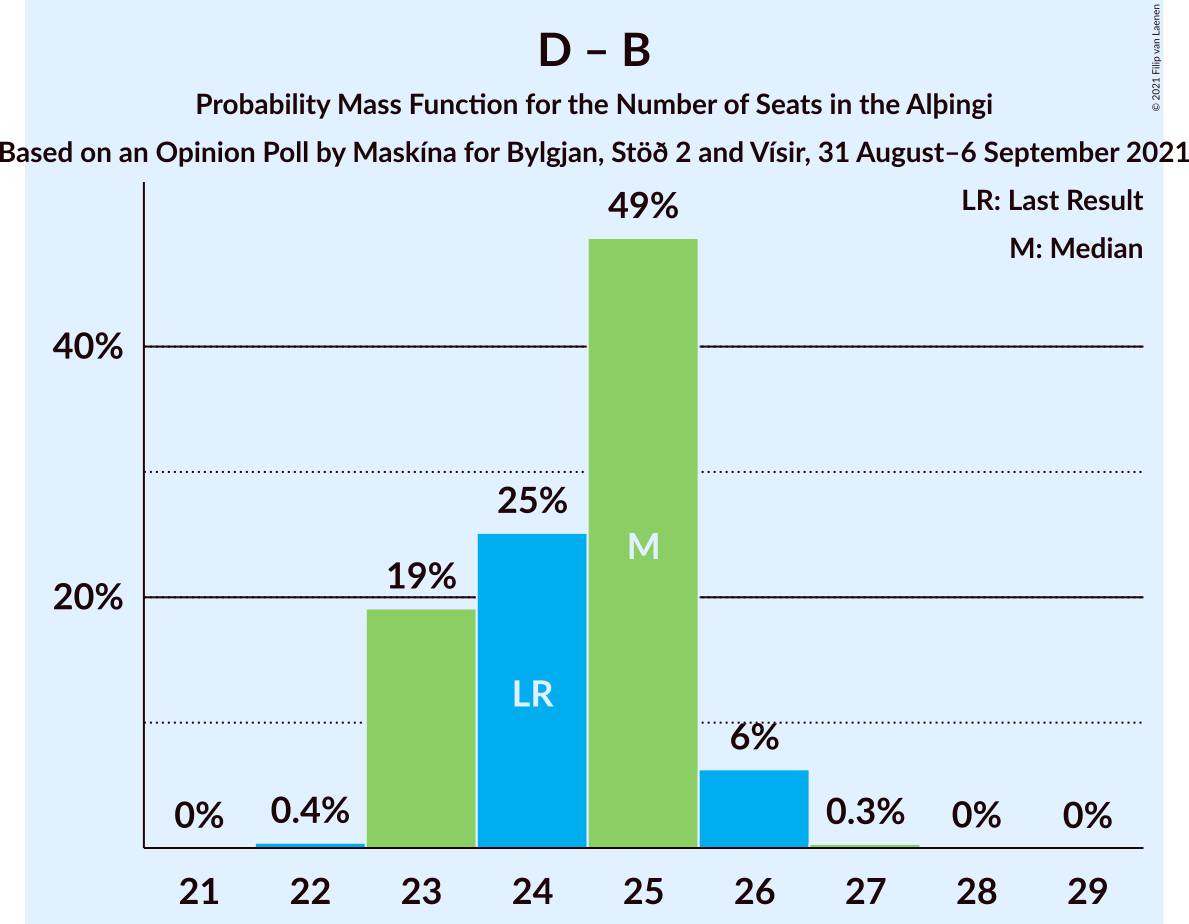 D – B
Probability Mass Function for the Number of Seats in the Alþingi
Based on an Opinion Poll by Maskína for Bylgjan, Stöð 2 and Vísir, 31 August–6 September 2021
© 2021 Filip van Laenen
LR: Last Result
M: Median
49%
40%
25%
M
19%
20%
LR
6%
0%
0.4%
0.3%
0%
0%
21 22 23 24 25 26 27 28 29